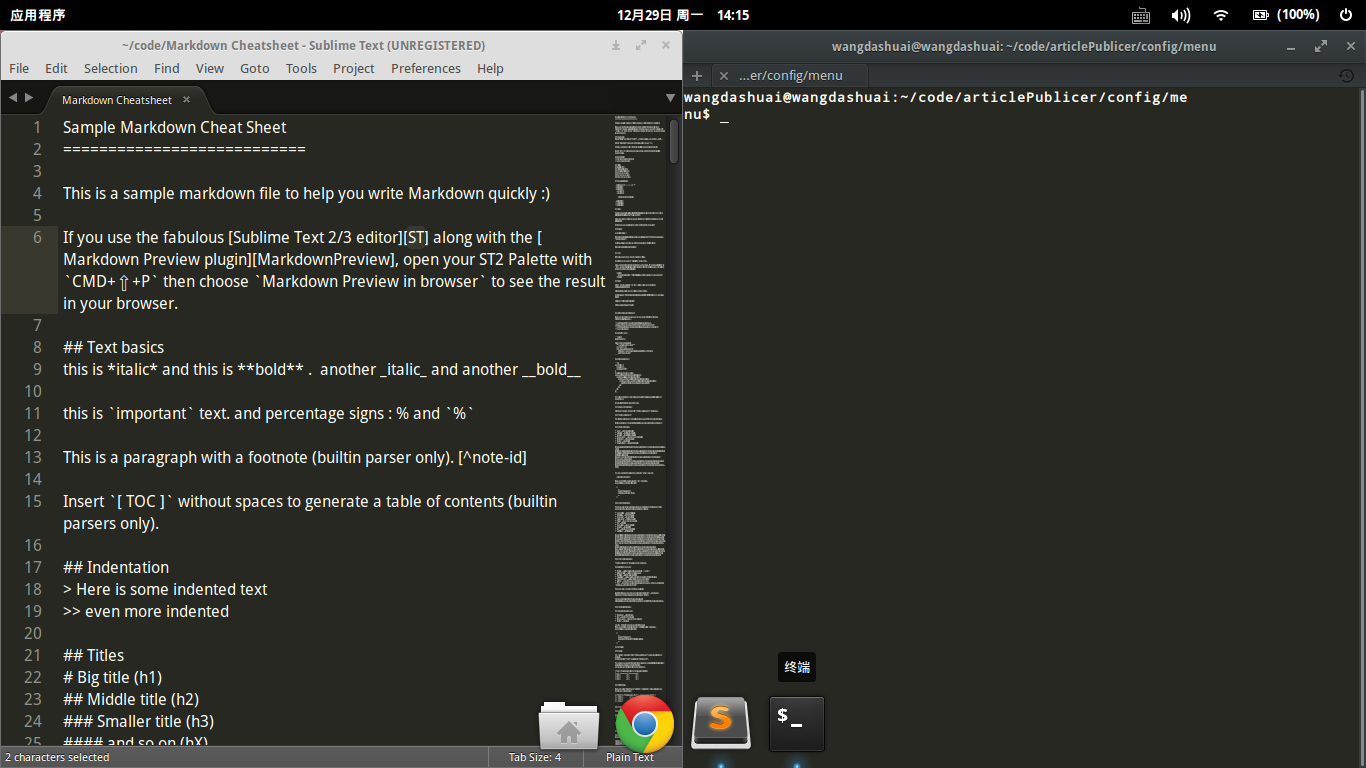 应用程序
12月29日 周一 14:15
(100%)
~/code/Markdown Cheatsheet - Sublime Text (UNREGISTERED)
File Edit Selection Find View Goto Tools Project Preferences Help
Markdown Cheatsheet ×
1 Sample Markdown Cheat Sheet
2 ===========================
3
4 This is a sample markdown file to help you write Markdown quickly :)
5
6 If you use the fabulous [Sublime Text 2/3 editor][ST] along with the [
Markdown Preview plugin][MarkdownPreview], open your ST2 Palette with
`CMD+⇧+P` then choose `Markdown Preview in browser` to see the result
in your browser.
7
8 ## Text basics
9 this is *italic* and this is **bold** .  another _italic_ and another __bold__
10
11 this is `important` text. and percentage signs : % and `%`
12
13 This is a paragraph with a footnote (builtin parser only). [^note-id]
14
15 Insert `[ TOC ]` without spaces to generate a table of contents (builtin
parsers only).
16
17 ## Indentation
18 > Here is some indented text
19 >> even more indented
20
21 ## Titles
22 # Big title (h1)
23 ## Middle title (h2)
24 ### Smaller title (h3)
25 #### and so on (hX)
2 characters selected
Tab Size: 4
Plain Text
wangdashuai@wangdashuai: ~/code/articlePublicer/config/menu
...er/config/menu
wangdashuai@wangdashuai:~/code/articlePublicer/config/me
nu$ _
终端
S
$_